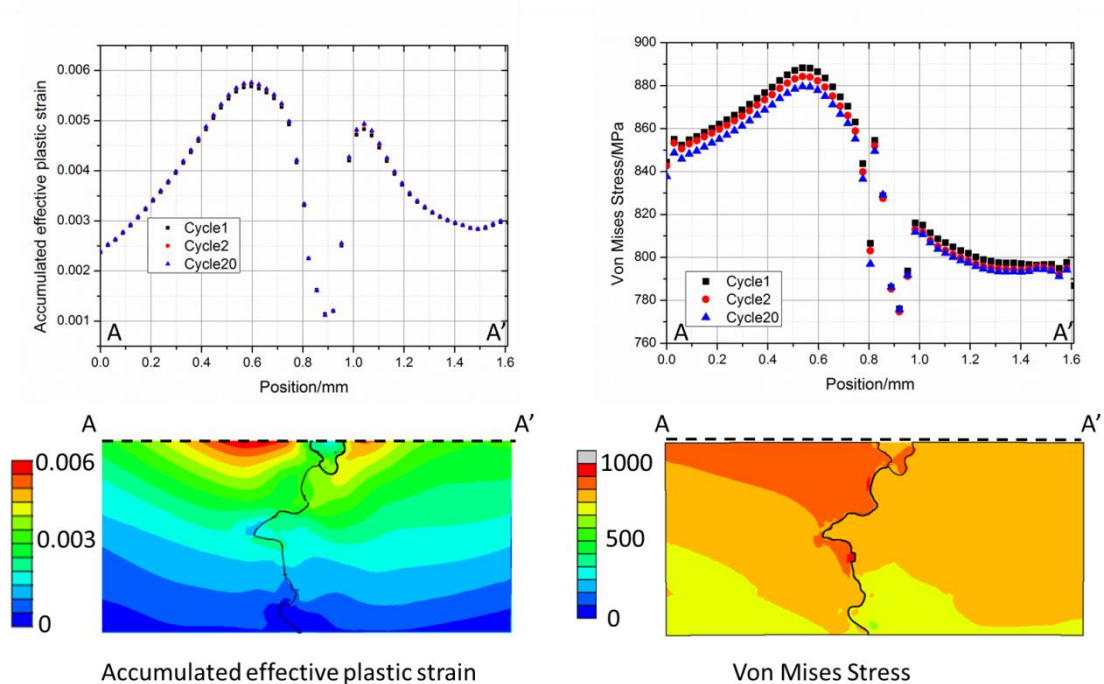 Accumulated effective plastic strain
0.006
0.005
0.004
0.003
0.002
0.001
Cycle1
Cycle2
Cycle20
A
A’
0.0
0.2
0.4
0.6
0.8
1.0
1.2
1.4
1.6
Position/mm
Von Mises Stress/MPa
900
880
860
840
820
800
780
760
Cycle1
Cycle2
Cycle20
A
A’
0.0
0.2
0.4
0.6
0.8
1.0
1.2
1.4
1.6
Position/mm
A
A’
0.006
0.003
0
Accumulated effective plastic strain
A
A’
1000
500
0
Von Mises Stress